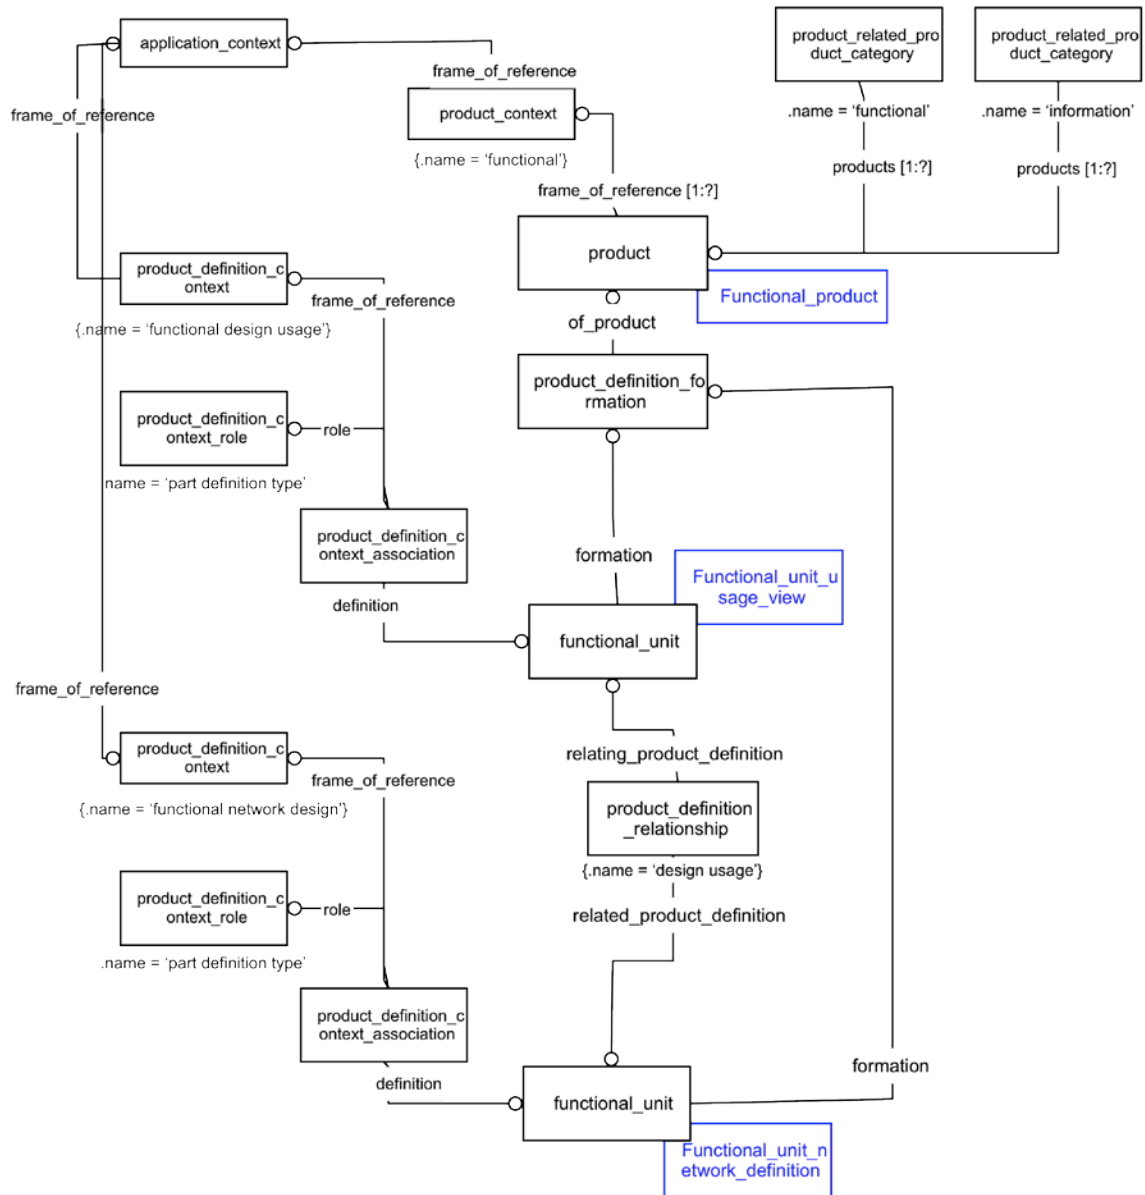 application_context
frame_of_reference
product_context
{.name = ‘functional’}
frame_of_reference [1:?]
product_related_pro
duct_category
.name = ‘functional’
products [1:?]
product_related_pro
duct_category
.name = ‘information’
products [1:?]
frame_of_reference
product
Functional_product
of_product
product_definition_fo
rmation
product_definition_c
ontext
{.name = ‘functional design usage’}
frame_of_reference
product_definition_c
ontext_role
role
name = ‘part definition type’
product_definition_c
ontext_association
definition
formation
Functional_unit_u
sage_view
functional_unit
relating_product_definition
product_definition
_relationship
{.name = ‘design usage’}
related_product_definition
frame_of_reference
product_definition_c
ontext
{.name = ‘functional network design’}
frame_of_reference
product_definition_c
ontext_role
role
.name = ‘part definition type’
product_definition_c
ontext_association
definition
functional_unit
formation
Functional_unit_n
etwork_definition